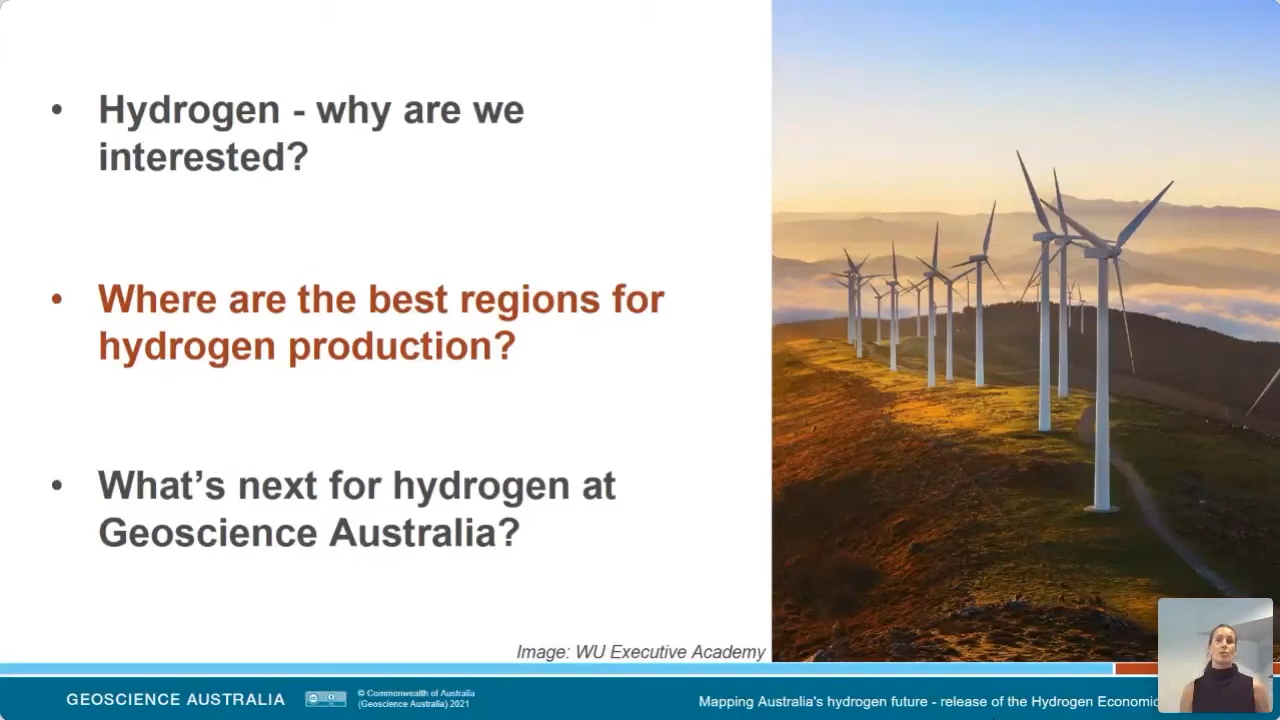 • Hydrogen - why are we
interested?
• Where are the best regions for
hydrogen production?
• What’s next for hydrogen at
Geoscience Australia?
Image: WU Executive Academy
GEOSCIENCE AUSTRALIA
© Commonwealth of Australia
(Geoscience Australia) 2021
Mapping Australia's hydrogen future - release of the Hydrogen Economic